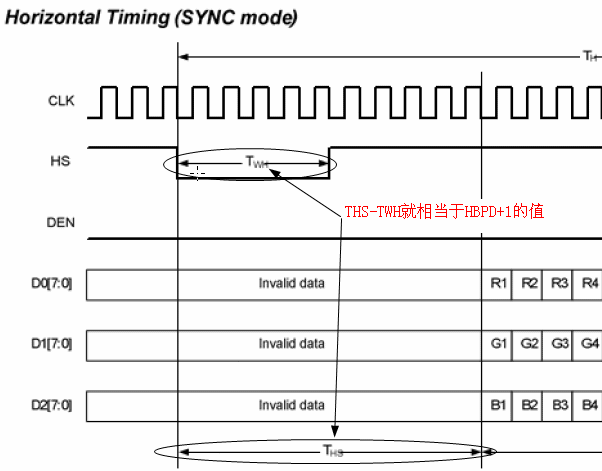 Horizontal Timing (SYNC mode)
TH
CLK
HS
TWH
THS-TWH就相当于HBPD+1的值
DEN
D0[7:0]
Invalid data
R1 R2 R3 R4
D1[7:0]
Invalid data
G1 G2 G3 G4
D2[7:0]
Invalid data
B1 B2 B3 B4
THS